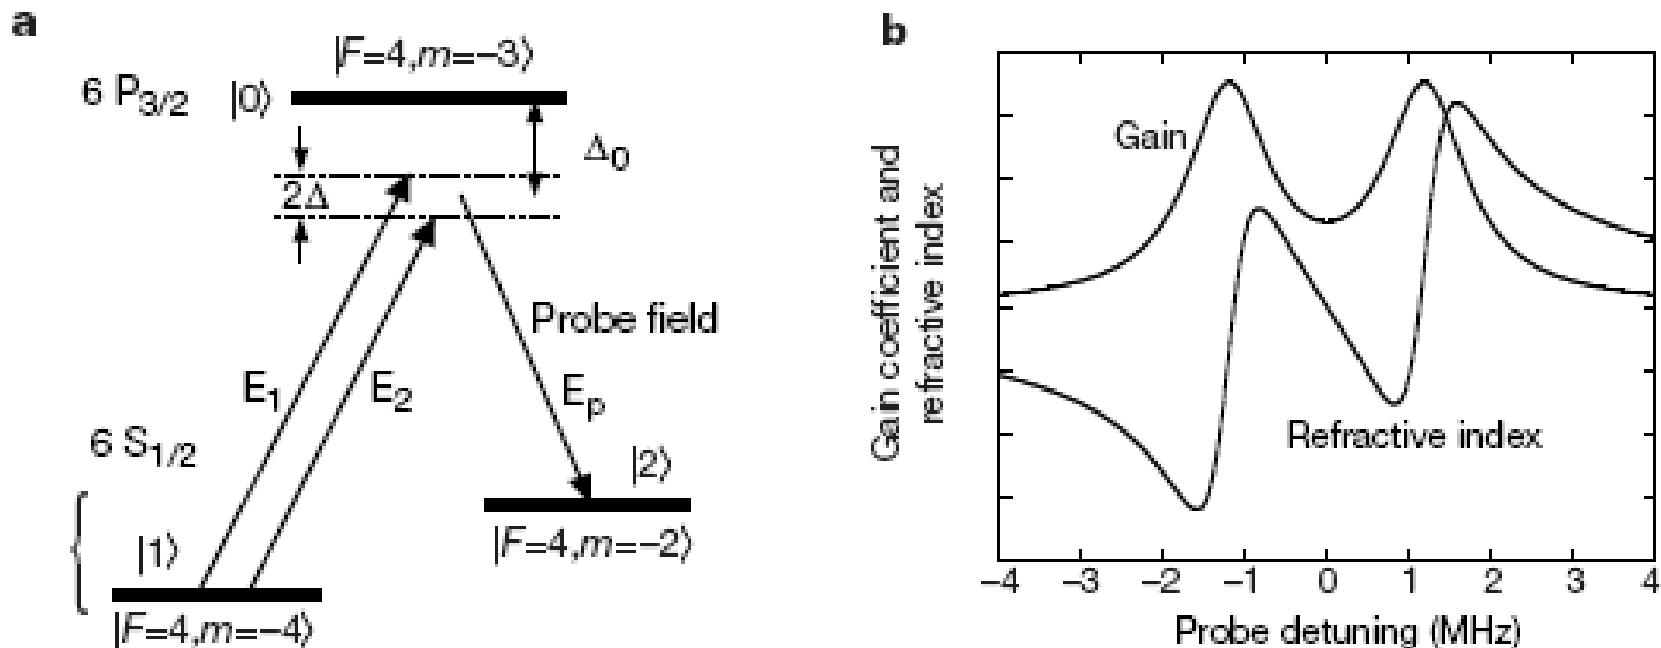 a
|F=4,m=−3⟩
6 P3/2 |0⟩
Δ0
2Δ
Probe field
E1
E2
Ep
6 S1/2
|2⟩
|F=4,m=−2⟩
|1⟩
|F=4,m=−4⟩
b
Gain coefficient and
refractive index
Gain
Refractive index
−4 −3 −2 −1 0 1 2 3 4
Probe detuning (MHz)